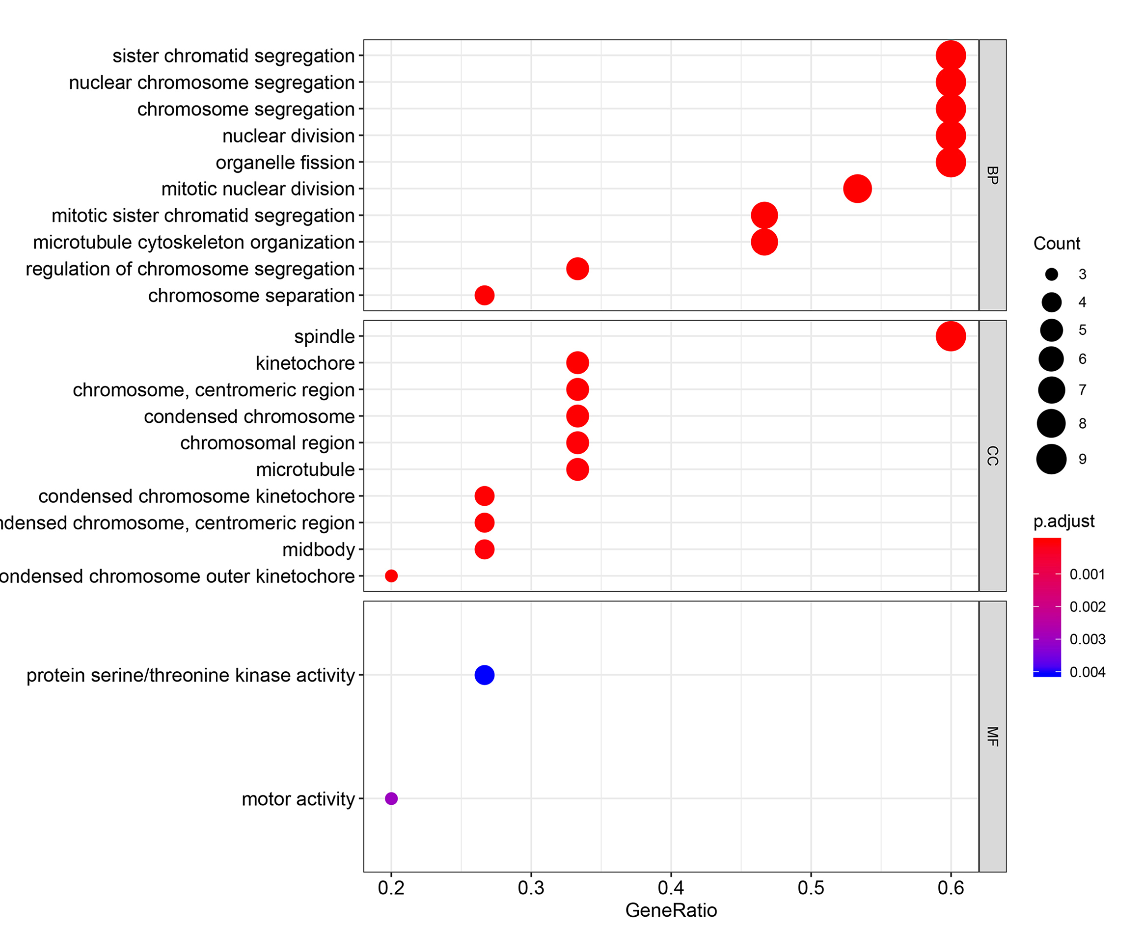 sister chromatid segregation
nuclear chromosome segregation
chromosome segregation
nuclear division
organelle fission
mitotic nuclear division
mitotic sister chromatid segregation
microtubule cytoskeleton organization
regulation of chromosome segregation
chromosome separation
BP
spindle
kinetochore
chromosome, centromeric region
condensed chromosome
chromosomal region
microtubule
condensed chromosome kinetochore
ndensed chromosome, centromeric region
midbody
ondensed chromosome outer kinetochore
CC
protein serine/threonine kinase activity
motor activity
MF
0.2 0.3 0.4 0.5 0.6
GeneRatio
Count
3
4
5
6
7
8
9
p.adjust
0.001
0.002
0.003
0.004